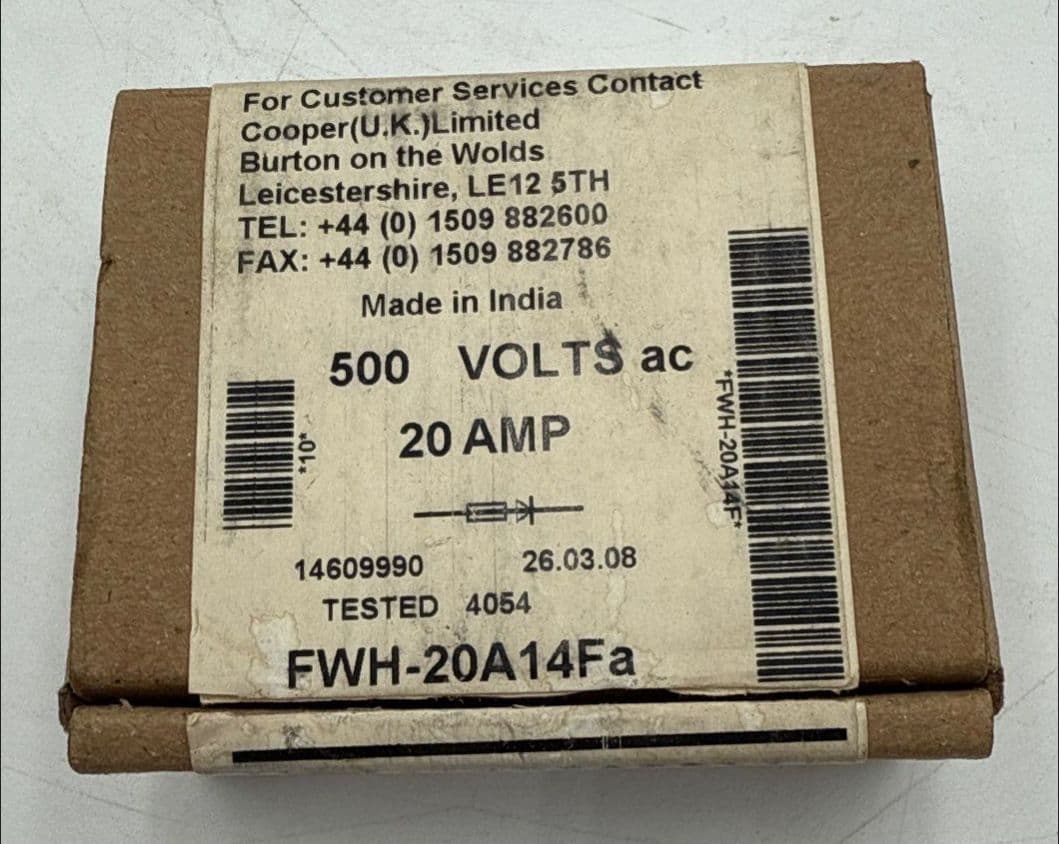 For Customer Services Contact
Cooper(U.K.)Limited
Burton on the Wolds
Leicestershire, LE12 5TH
TEL: +44 (0) 1509 882600
FAX: +44 (0) 1509 882786
Made in India
500 VOLTS ac
20 AMP
*10*
*FWH-20A14F*
14609990 26.03.08
TESTED 4054
FWH-20A14Fa